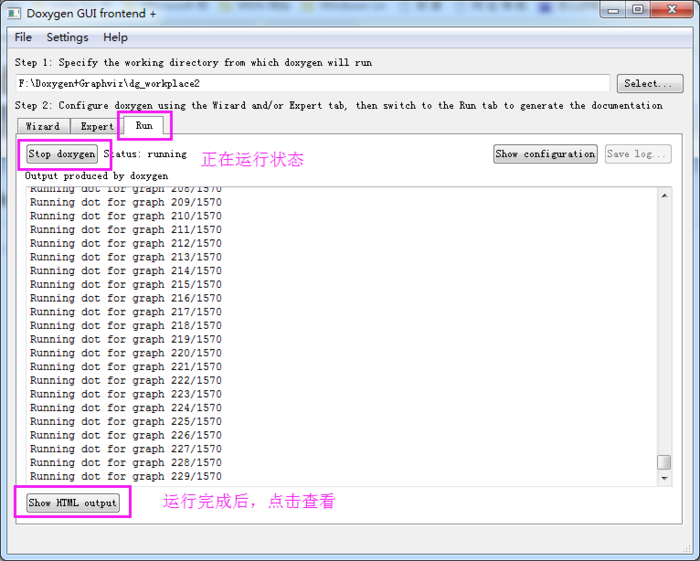 Doxygen GUI frontend +
File Settings Help
Step 1: Specify the working directory from which doxygen will run
F:\Doxygen+Graphviz\dg_workplace2 Select...
Step 2: Configure doxygen using the Wizard and/or Expert tab, then switch to the Run tab to generate the documentation
Wizard Expert Run
Stop doxygen Status: running 正在运行状态 Show configuration Save log...
Output produced by doxygen
Running dot for graph 208/1570
Running dot for graph 209/1570
Running dot for graph 210/1570
Running dot for graph 211/1570
Running dot for graph 212/1570
Running dot for graph 213/1570
Running dot for graph 214/1570
Running dot for graph 215/1570
Running dot for graph 216/1570
Running dot for graph 217/1570
Running dot for graph 218/1570
Running dot for graph 219/1570
Running dot for graph 220/1570
Running dot for graph 221/1570
Running dot for graph 222/1570
Running dot for graph 223/1570
Running dot for graph 224/1570
Running dot for graph 225/1570
Running dot for graph 226/1570
Running dot for graph 227/1570
Running dot for graph 228/1570
Running dot for graph 229/1570
Show HTML output 运行完成后，点击查看